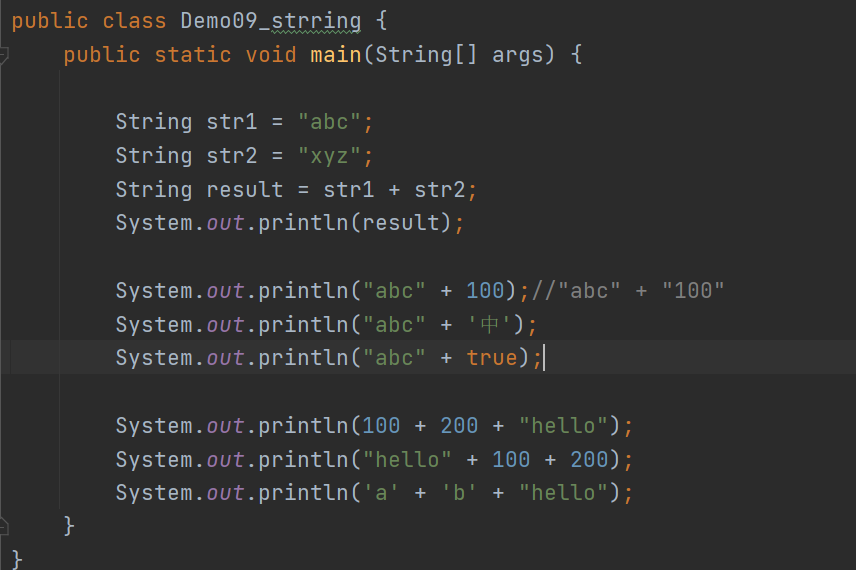 public class Demo09_strring {
public static void main(String[] args) {
String str1 = "abc";
String str2 = "xyz";
String result = str1 + str2;
System.out.println(result);
System.out.println("abc" + 100);//"abc" + "100"
System.out.println("abc" + '中');
System.out.println("abc" + true);
System.out.println(100 + 200 + "hello");
System.out.println("hello" + 100 + 200);
System.out.println('a' + 'b' + "hello");
}
}